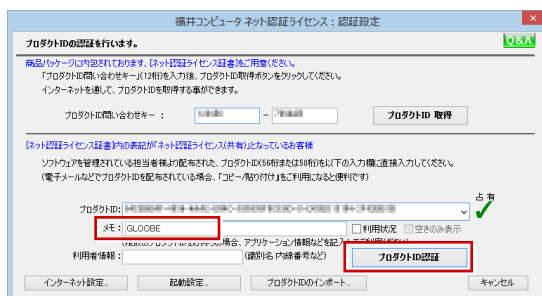 福井コンピュータ ネット認証ライセンス：認証設定
プロダクトIDの認証を行います。
Q&A
商品パッケージに内包されております、[ネット認証ライセンス証書]をご用意ください。
「プロダクトID問い合わせキー」(12桁)を入力後、プロダクトID取得ボタンをクリックしてください。
インターネットを通して、プロダクトIDを取得する事ができます。
プロダクトID問い合わせキー ： -
プロダクトID 取得
[ネット認証ライセンス証書]内の表記が「ネット認証ライセンス(共有)」となっているお客様
ソフトウェアを管理されている担当者様より配布された、プロダクトID(56桁または58桁)を以下の入力欄に直接入力してください。
(電子メールなどでプロダクトIDを配布されている場合、「コピー/貼り付け」をご利用になると便利です)
占有
プロダクトID:
メモ： GLOOBE
利用状況 空きのみ表示
場合、アプリケーション情報などを記入
利用者情報： (識別名 内線番号など)
プロダクトID認証
インターネット設定...
起動設定...
プロダクトIDのインポート...
キャンセル